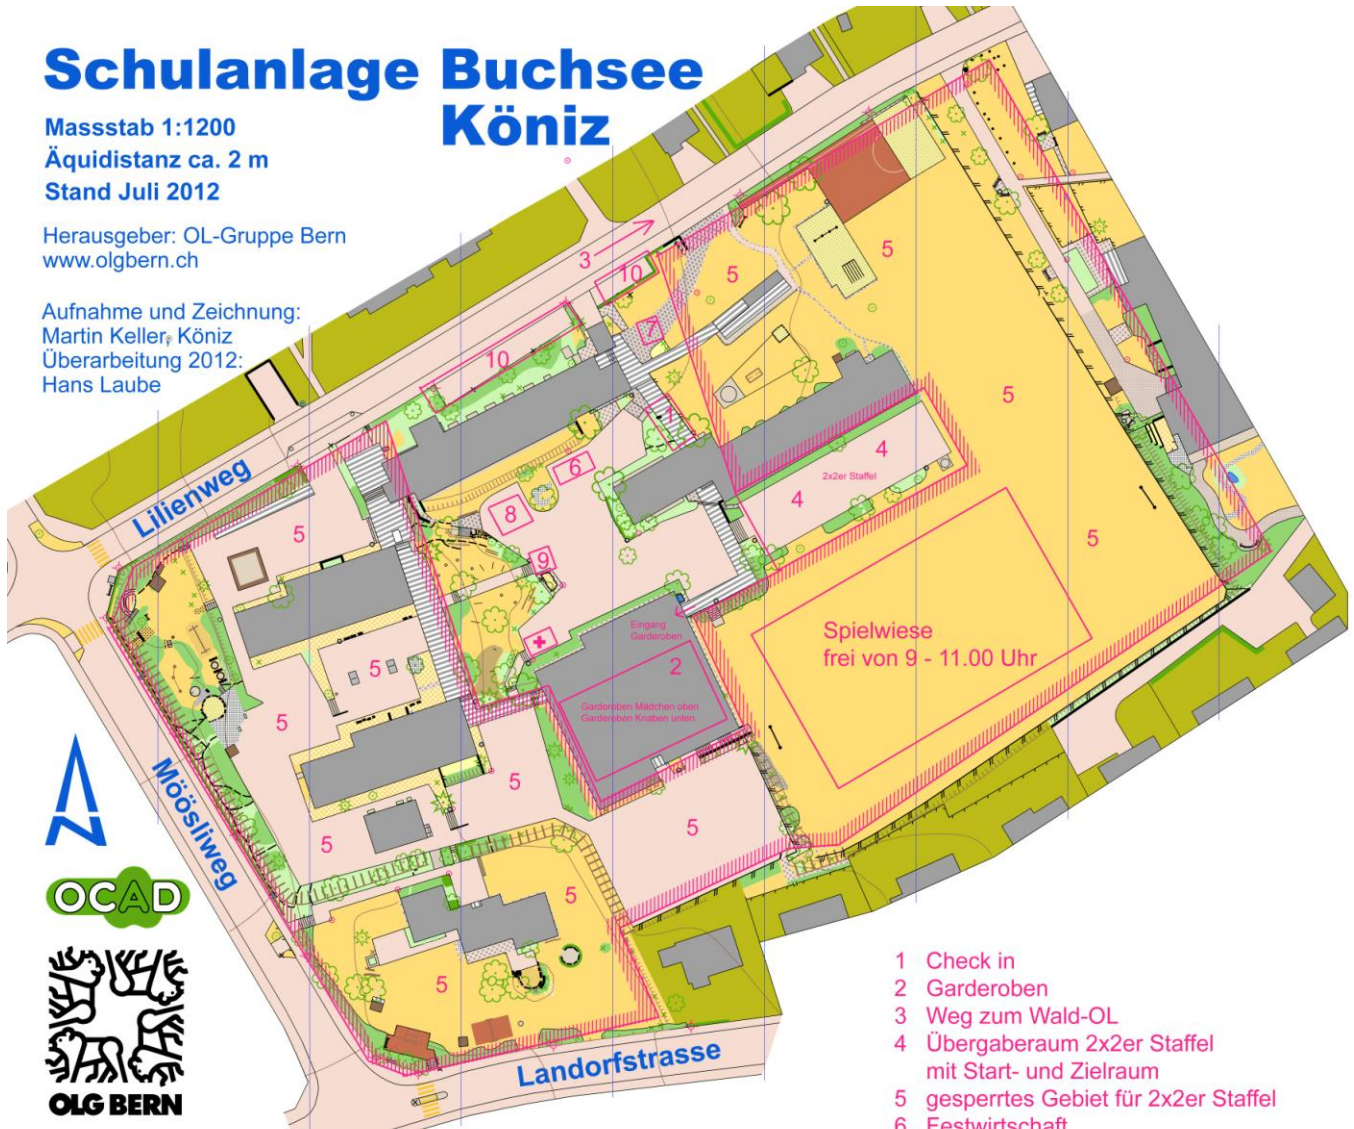 Schulanlage Buchsee
Köniz
Massstab 1:1200
Äquidistanz ca. 2 m
Stand Juli 2012
Herausgeber: OL-Gruppe Bern
www.olgbern.ch
Aufnahme und Zeichnung:
Martin Keller, Köniz
Überarbeitung 2012:
Hans Laube
3
10
5
5
10
7
5
1
4
6
2x2er Staffel
4
8
5
9
5
Lilienweg
Eingang
Garderoben
2
Spielwiese
frei von 9 - 11.00 Uhr
5
Garderoben Mädchen oben
Garderoben Knaben unten
5
5
5
5
Möösliweg
5
5
OCAD
OLG BERN
Landorfstrasse
1 Check in
2 Garderoben
3 Weg zum Wald-OL
4 Übergaberaum 2x2er Staffel
mit Start- und Zielraum
5 gesperrtes Gebiet für 2x2er Staffel
6 Festwirtschaft